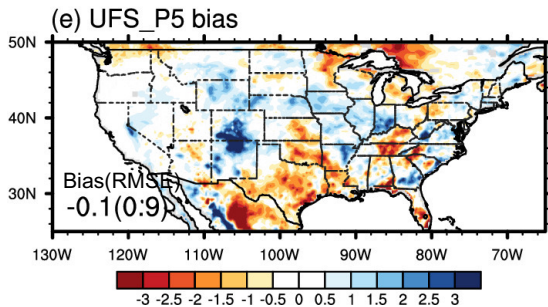 (e) UFS_P5 bias
50N
40N
30N
Bias(RMSE)
-0.1(0.9)
130W 120W 110W 100W 90W 80W 70W
-3 -2.5 -2 -1.5 -1 -0.5 0 0.5 1 1.5 2 2.5 3